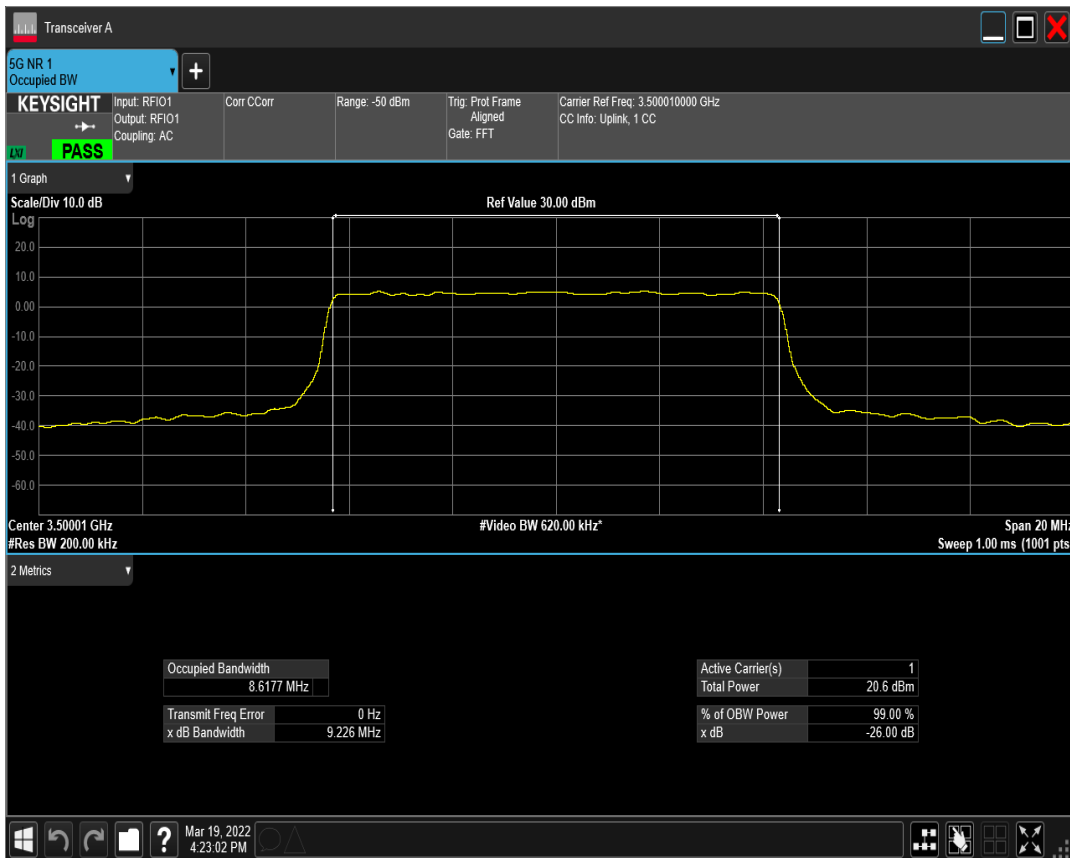 Transceiver A
5G NR 1
Occupied BW
KEYSIGHT
LXI
PASS
Input: RFIO1
Output: RFIO1
Coupling: AC
Corr CCorr
Range: -50 dBm
Trig: Prot Frame
Aligned
Gate: FFT
Carrier Ref Freq: 3.500010000 GHz
CC Info: Uplink, 1 CC
1 Graph
Scale/Div 10.0 dB
Ref Value 30.00 dBm
Log
20.0
10.0
0.00
-10.0
-20.0
-30.0
-40.0
-50.0
-60.0
Center 3.50001 GHz
#Video BW 620.00 kHz*
Span 20 MHz
#Res BW 200.00 kHz
Sweep 1.00 ms (1001 pts
2 Metrics
Occupied Bandwidth
8.6177 MHz
Transmit Freq Error 0 Hz
x dB Bandwidth 9.226 MHz
Active Carrier(s) 1
Total Power 20.6 dBm
% of OBW Power 99.00 %
x dB -26.00 dB
?
Mar 19, 2022
4:23:02 PM